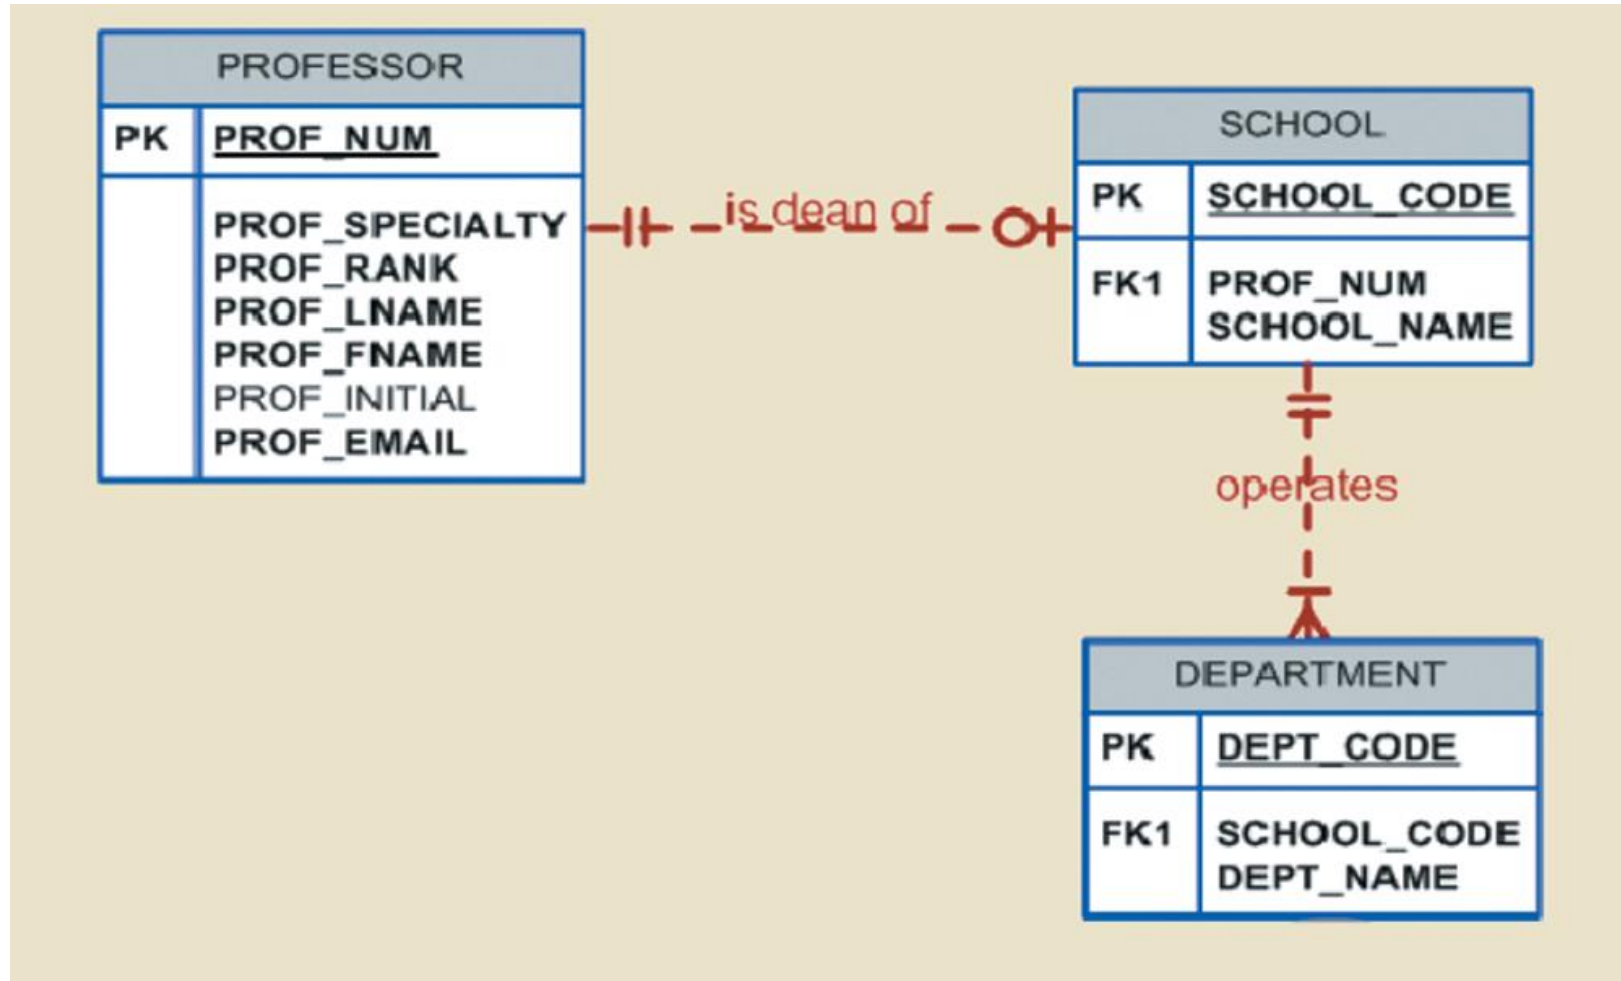 PROFESSOR
PK PROF_NUM
PROF_SPECIALTY
PROF_RANK
PROF_LNAME
PROF_FNAME
PROF_INITIAL
PROF_EMAIL
is dean of
SCHOOL
PK SCHOOL_CODE
FK1 PROF_NUM
SCHOOL_NAME
operates
DEPARTMENT
PK DEPT_CODE
FK1 SCHOOL_CODE
DEPT_NAME